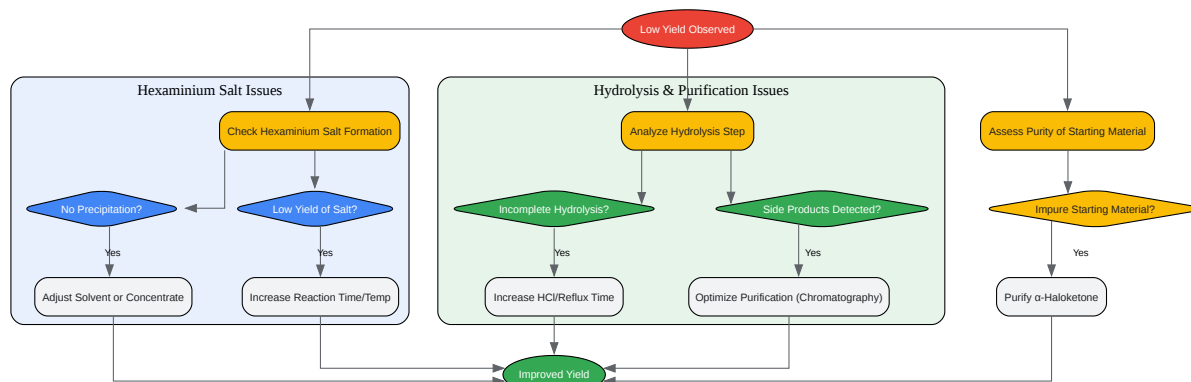 Low Yield Observed
Hexaminium Salt Issues
Hydrolysis & Purification Issues
Check Hexaminium Salt Formation
Analyze Hydrolysis Step
Assess Purity of Starting Material
No Precipitation?
Low Yield of Salt?
Incomplete Hydrolysis?
Side Products Detected?
Impure Starting Material?
Yes
Yes
Yes
Yes
Yes
Adjust Solvent or Concentrate
Increase Reaction Time/Temp
Increase HCl/Reflux Time
Optimize Purification (Chromatography)
Purify α-Haloketone
Improved Yield